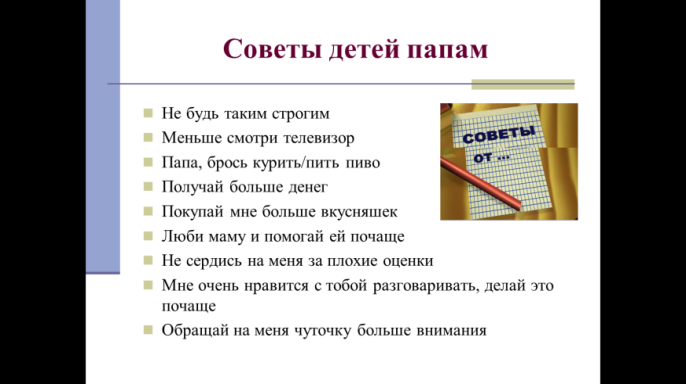 Советы детей папам
Не будь таким строгим
Меньше смотри телевизор
Папа, брось курить/пить пиво
Получай больше денег
Покупай мне больше вкусняшек
Люби маму и помогай ей почаще
Не сердись на меня за плохие оценки
Мне очень нравится с тобой разговаривать, делай это
почаще
Обращай на меня чуточку больше внимания
СОВЕТЫ
от ...